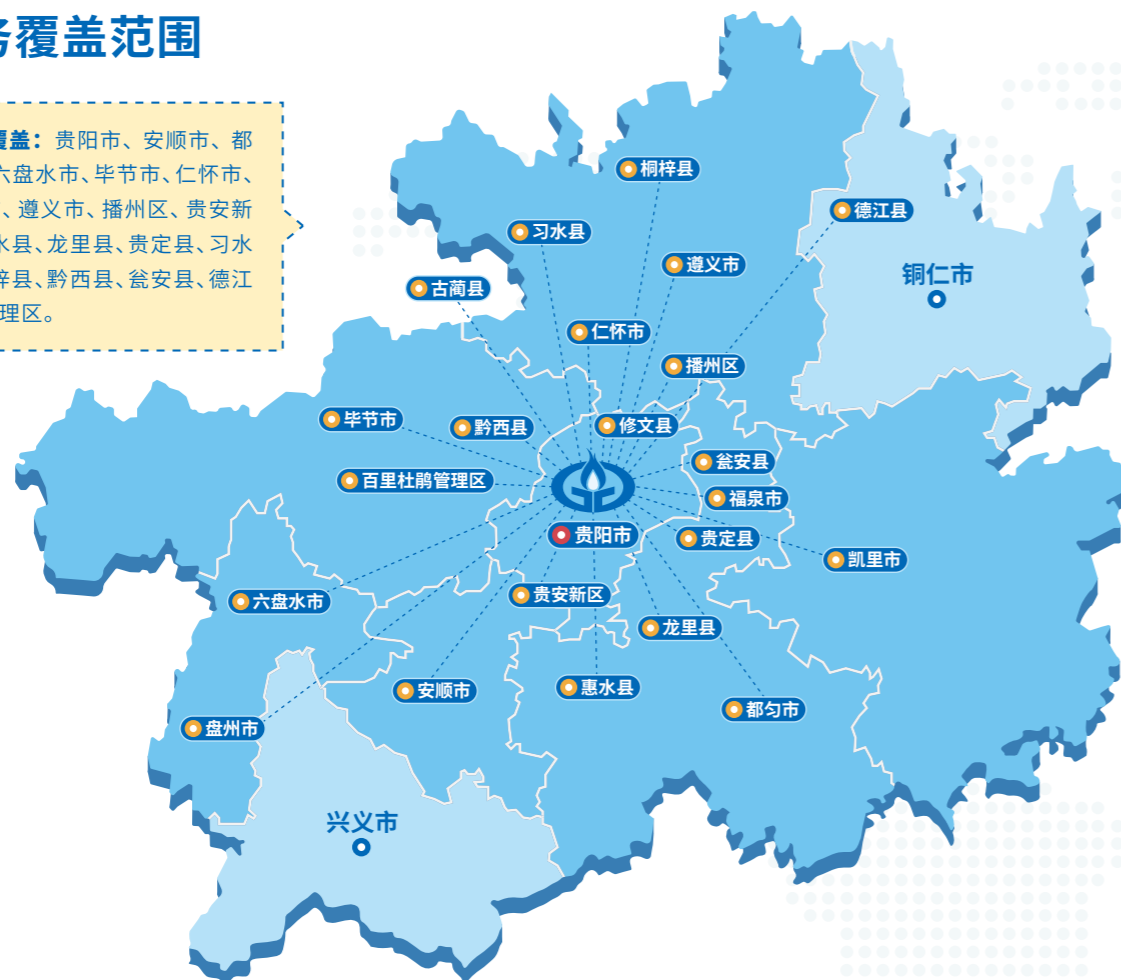 务覆盖范围
覆盖：贵阳市、安顺市、都
六盘水市、毕节市、仁怀市、
、遵义市、播州区、贵安新
水县、龙里县、贵定县、习水
梓县、黔西县、瓮安县、德江
理区。
桐梓县
德江县
习水县
遵义市
铜仁市
古蔺县
仁怀市
播州区
毕节市
黔西县
修文县
瓮安县
百里杜鹃管理区
福泉市
贵阳市
贵定县
凯里市
贵安新区
六盘水市
龙里县
安顺市
惠水县
都匀市
盘州市
兴义市